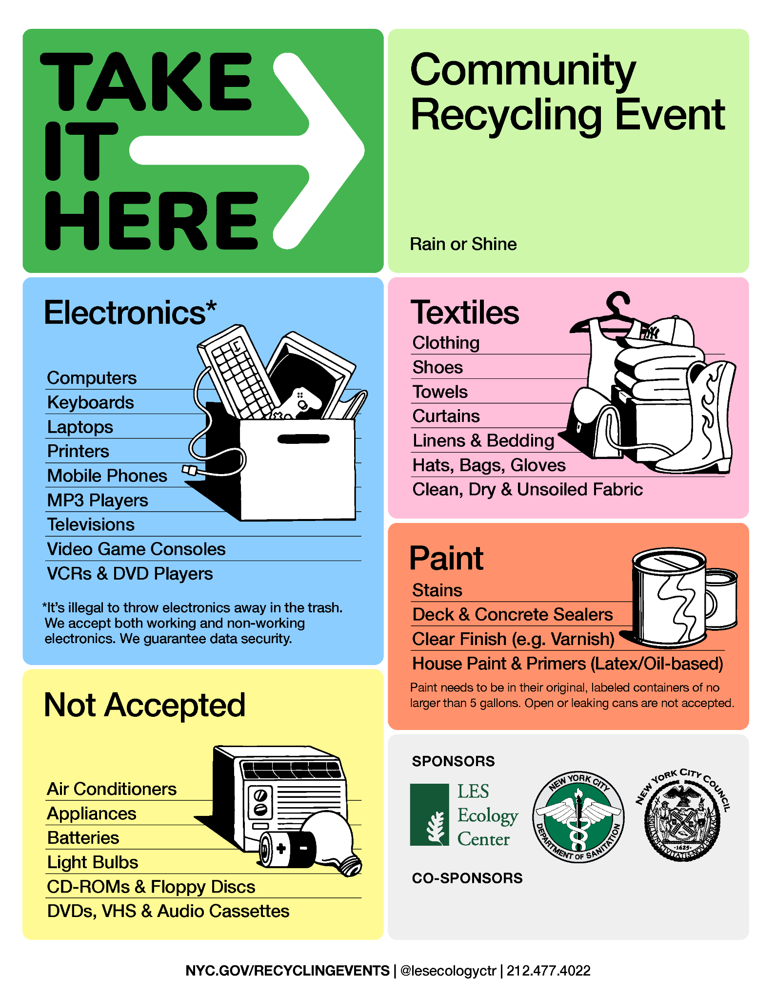 TAKE
IT
HERE
Community
Recycling Event
Rain or Shine
Electronics*
Computers
Keyboards
Laptops
Printers
Mobile Phones
MP3 Players
Televisions
Video Game Consoles
VCRs & DVD Players
*It's illegal to throw electronics away in the trash.
We accept both working and non-working
electronics. We guarantee data security.
Textiles
Clothing
Shoes
Towels
Curtains
Linens & Bedding
Hats, Bags, Gloves
Clean, Dry & Unsoiled Fabric
NY
Paint
Stains
Deck & Concrete Sealers
Clear Finish (e.g. Varnish)
House Paint & Primers (Latex/Oil-based)
Paint needs to be in their original, labeled containers of no
larger than 5 gallons. Open or leaking cans are not accepted.
Not Accepted
Air Conditioners
Appliances
Batteries
Light Bulbs
CD-ROMs & Floppy Discs
DVDs, VHS & Audio Cassettes
+ -
SPONSORS
LES
Ecology
Center
NEW YORK CITY
DEPARTMENT OF SANITATION
NEW YORK CITY COUNCIL
SIGILLVM·CIVITATIS·NOVI·EBORACI
·1625·
CO-SPONSORS
NYC.GOV/RECYCLINGEVENTS | @lesecologyctr | 212.477.4022